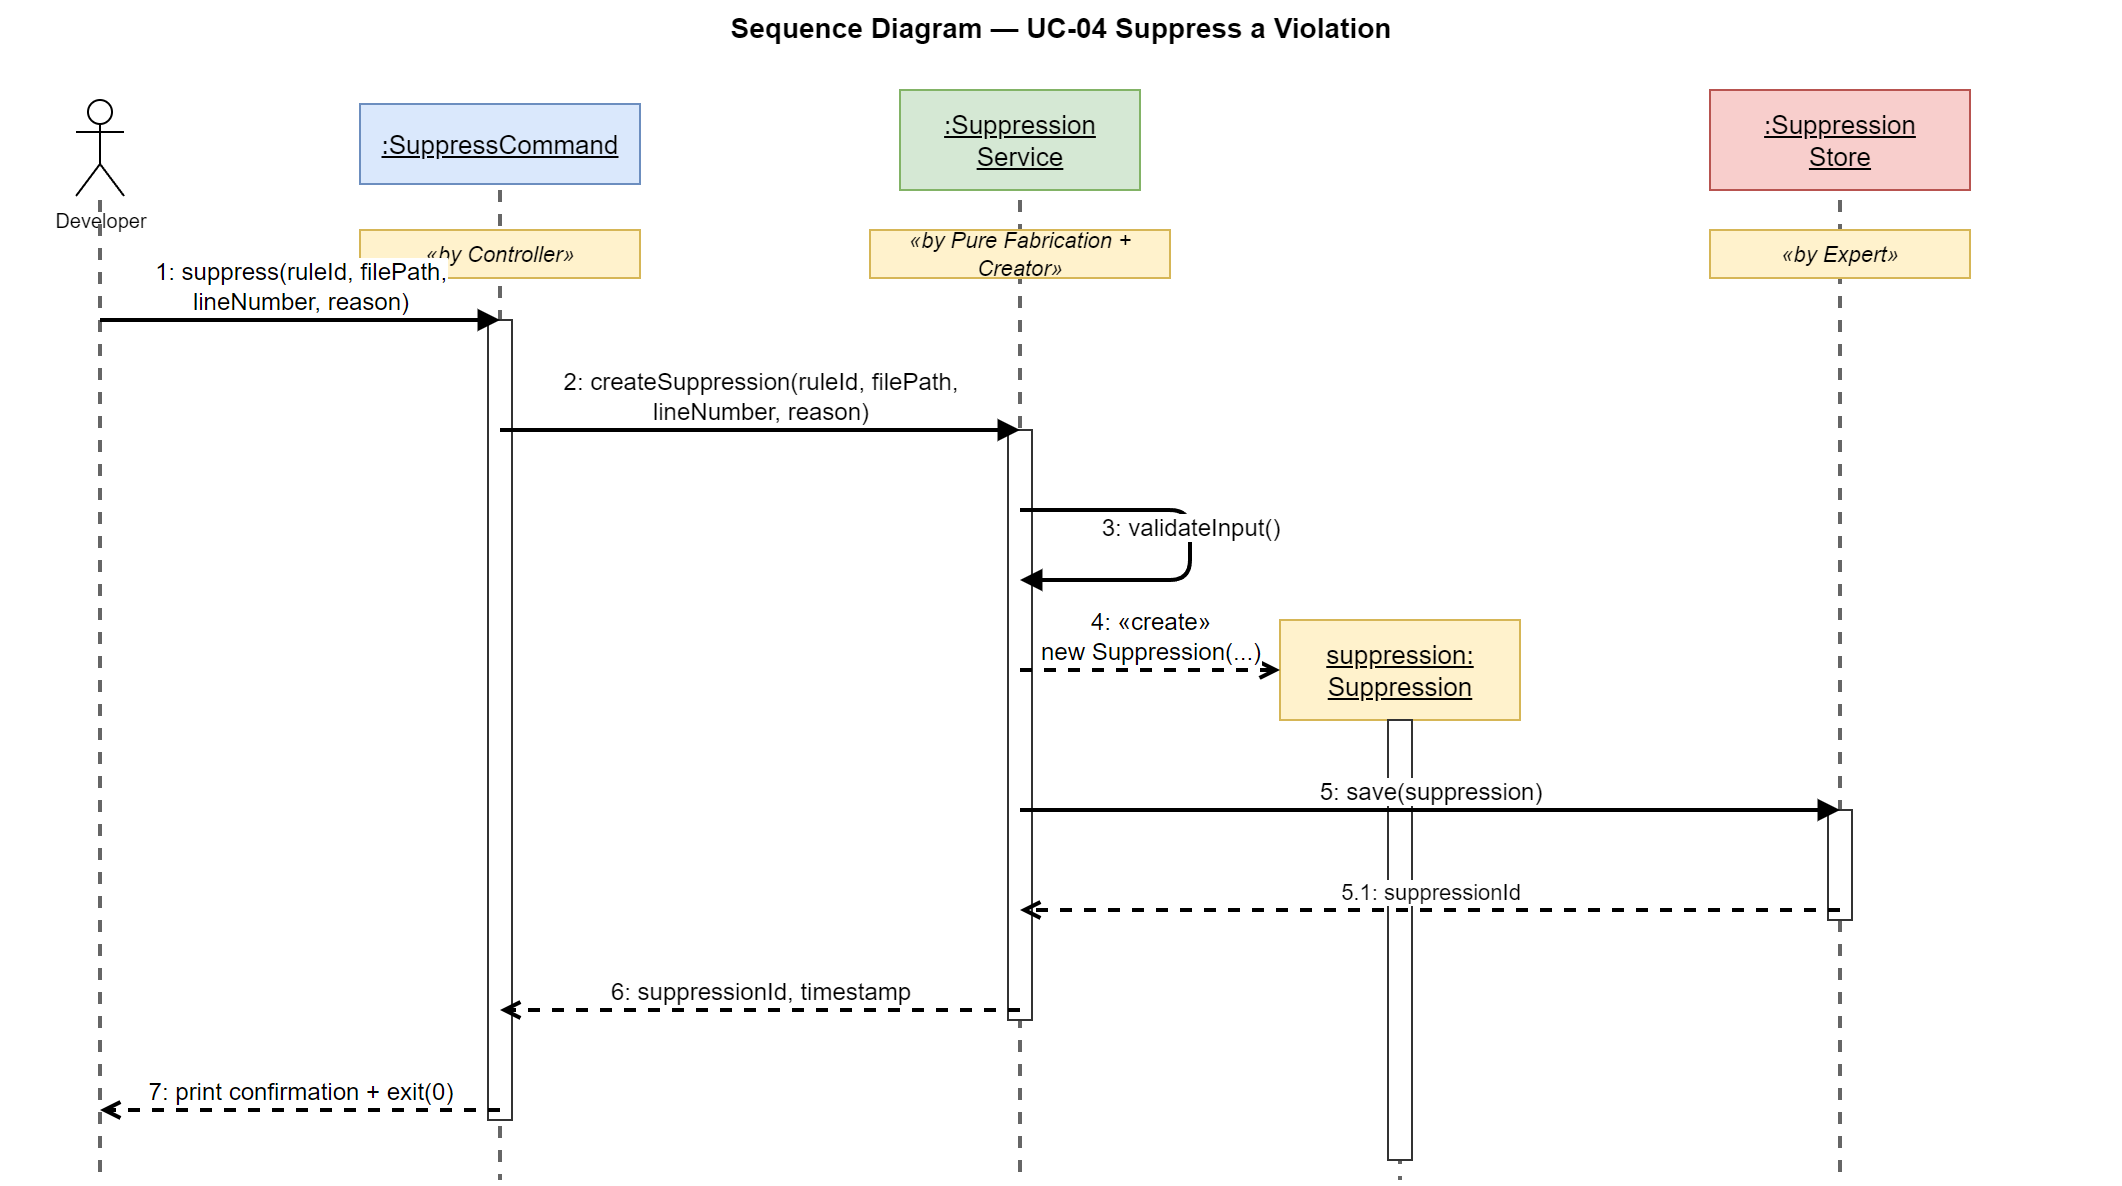 Sequence Diagram — UC-04 Suppress a Violation
Developer
:SuppressCommand
:Suppression
Service
:Suppression
Store
«by Controller»
«by Pure Fabrication +
Creator»
«by Expert»
1: suppress(ruleId, filePath,
lineNumber, reason)
2: createSuppression(ruleId, filePath,
lineNumber, reason)
3: validateInput()
4: «create»
new Suppression(...)
suppression:
Suppression
5: save(suppression)
5.1: suppressionId
6: suppressionId, timestamp
7: print confirmation + exit(0)